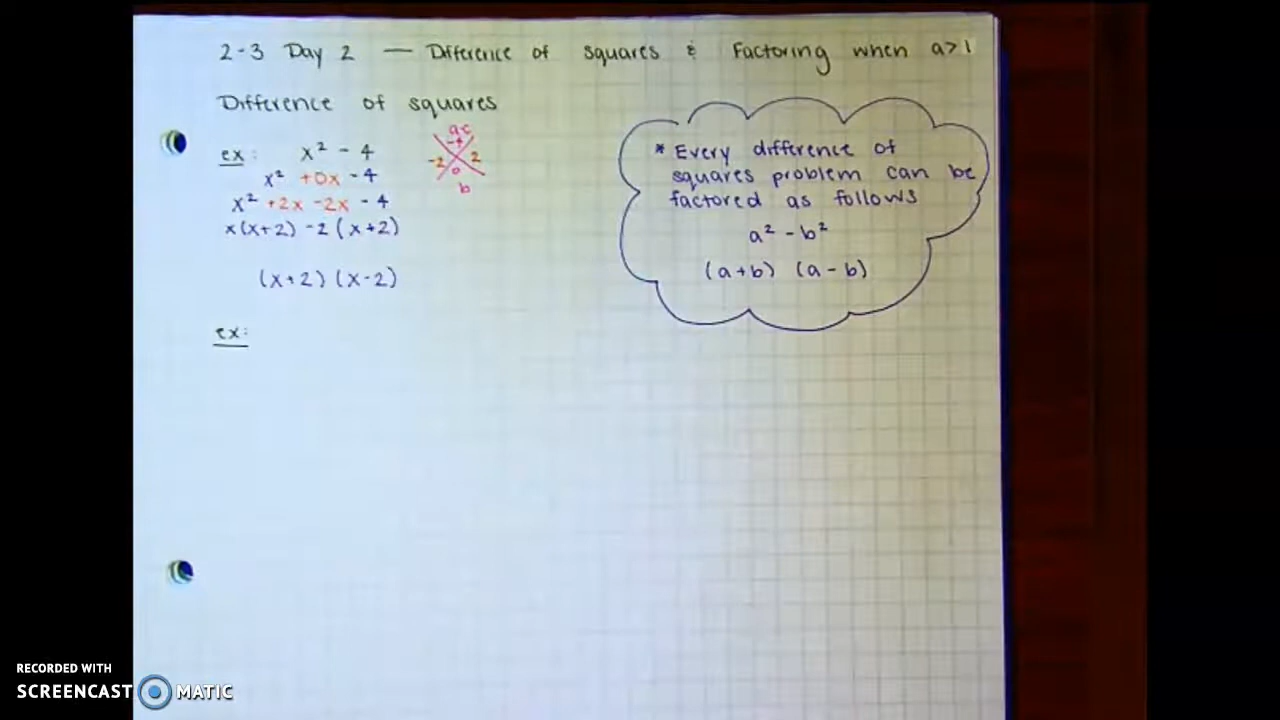 2-3 Day 2 — Difference of squares & Factoring when a>1
Difference of squares
ex: x² - 4
x² +0x -4
x² +2x -2x - 4
x(x+2) -2(x+2)
(x+2)(x-2)
ac
-4
-2 2
0
b
* Every difference of
squares problem can be
factored as follows
a² - b²
(a+b) (a-b)
ex:
RECORDED WITH
SCREENCAST MATIC